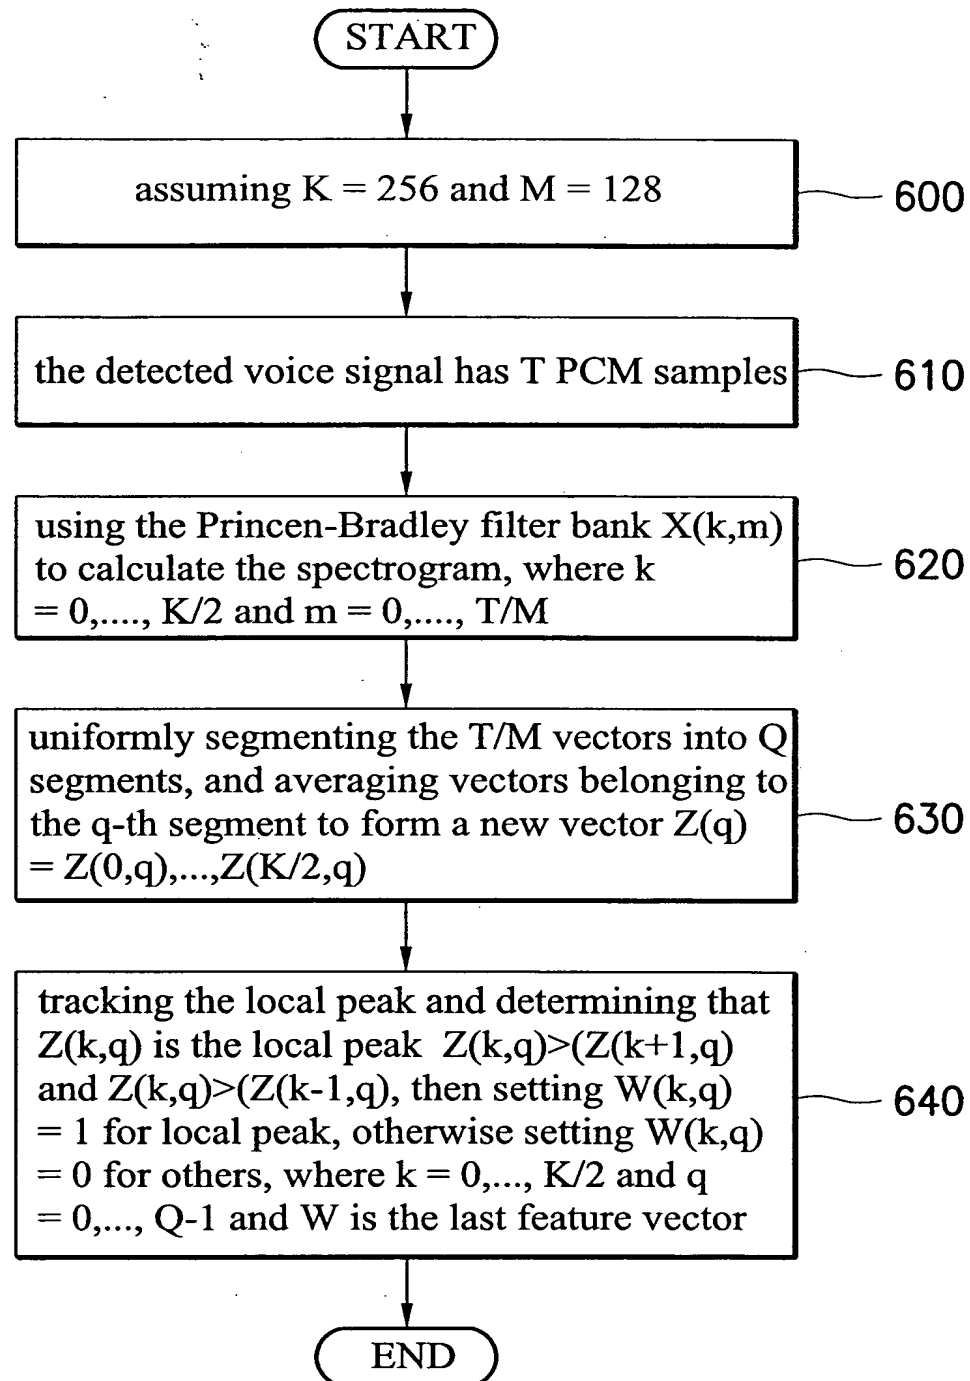 START
assuming K = 256 and M = 128
600
the detected voice signal has T PCM samples
610
using the Princen-Bradley filter bank X(k,m)
to calculate the spectrogram, where k
= 0,...., K/2 and m = 0,...., T/M
620
uniformly segmenting the T/M vectors into Q
segments, and averaging vectors belonging to
the q-th segment to form a new vector Z(q)
= Z(0,q),...,Z(K/2,q)
630
tracking the local peak and determining that
Z(k,q) is the local peak Z(k,q)>(Z(k+1,q)
and Z(k,q)>(Z(k-1,q), then setting W(k,q)
= 1 for local peak, otherwise setting W(k,q)
= 0 for others, where k = 0,..., K/2 and q
= 0,..., Q-1 and W is the last feature vector
640
END